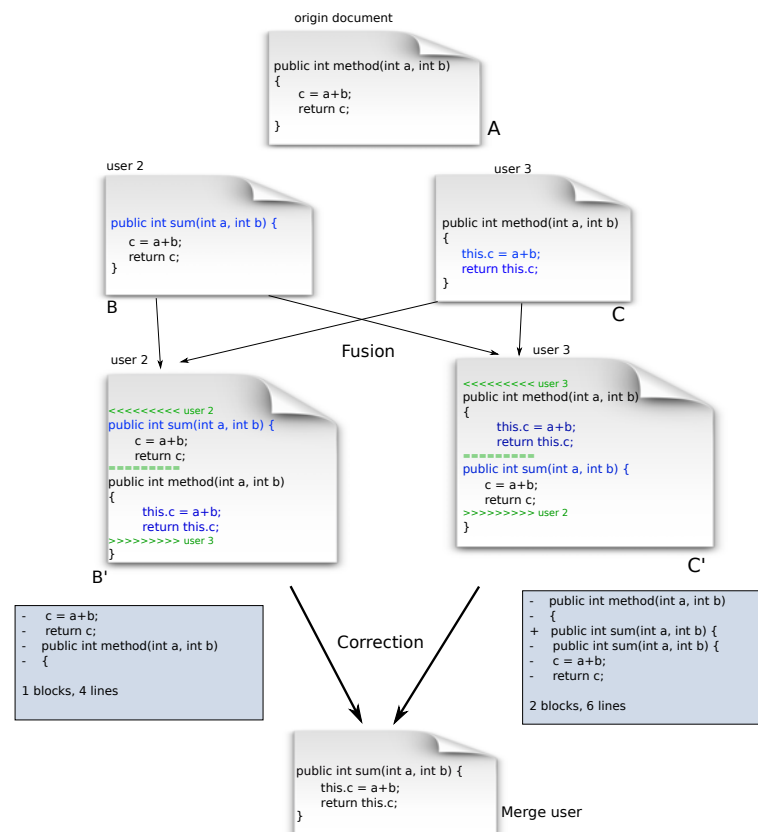 origin document
public int method(int a, int b)
{
c = a+b;
return c;
}
A
user 2
public int sum(int a, int b) {
c = a+b;
return c;
}
B
user 3
public int method(int a, int b)
{
this.c = a+b;
return this.c;
}
C
Fusion
user 2
<<<<<<<<< user 2
public int sum(int a, int b) {
c = a+b;
return c;
=========
public int method(int a, int b)
{
this.c = a+b;
return this.c;
>>>>>>>>> user 3
}
B'
user 3
<<<<<<<<< user 3
public int method(int a, int b)
{
this.c = a+b;
return this.c;
=========
public int sum(int a, int b) {
c = a+b;
return c;
>>>>>>>>> user 2
}
C'
- c = a+b;
- return c;
- public int method(int a, int b)
- {
1 blocks, 4 lines
Correction
- public int method(int a, int b)
- {
+ public int sum(int a, int b) {
- public int sum(int a, int b) {
- c = a+b;
- return c;
2 blocks, 6 lines
public int sum(int a, int b) {
this.c = a+b;
return this.c;
}
Merge user